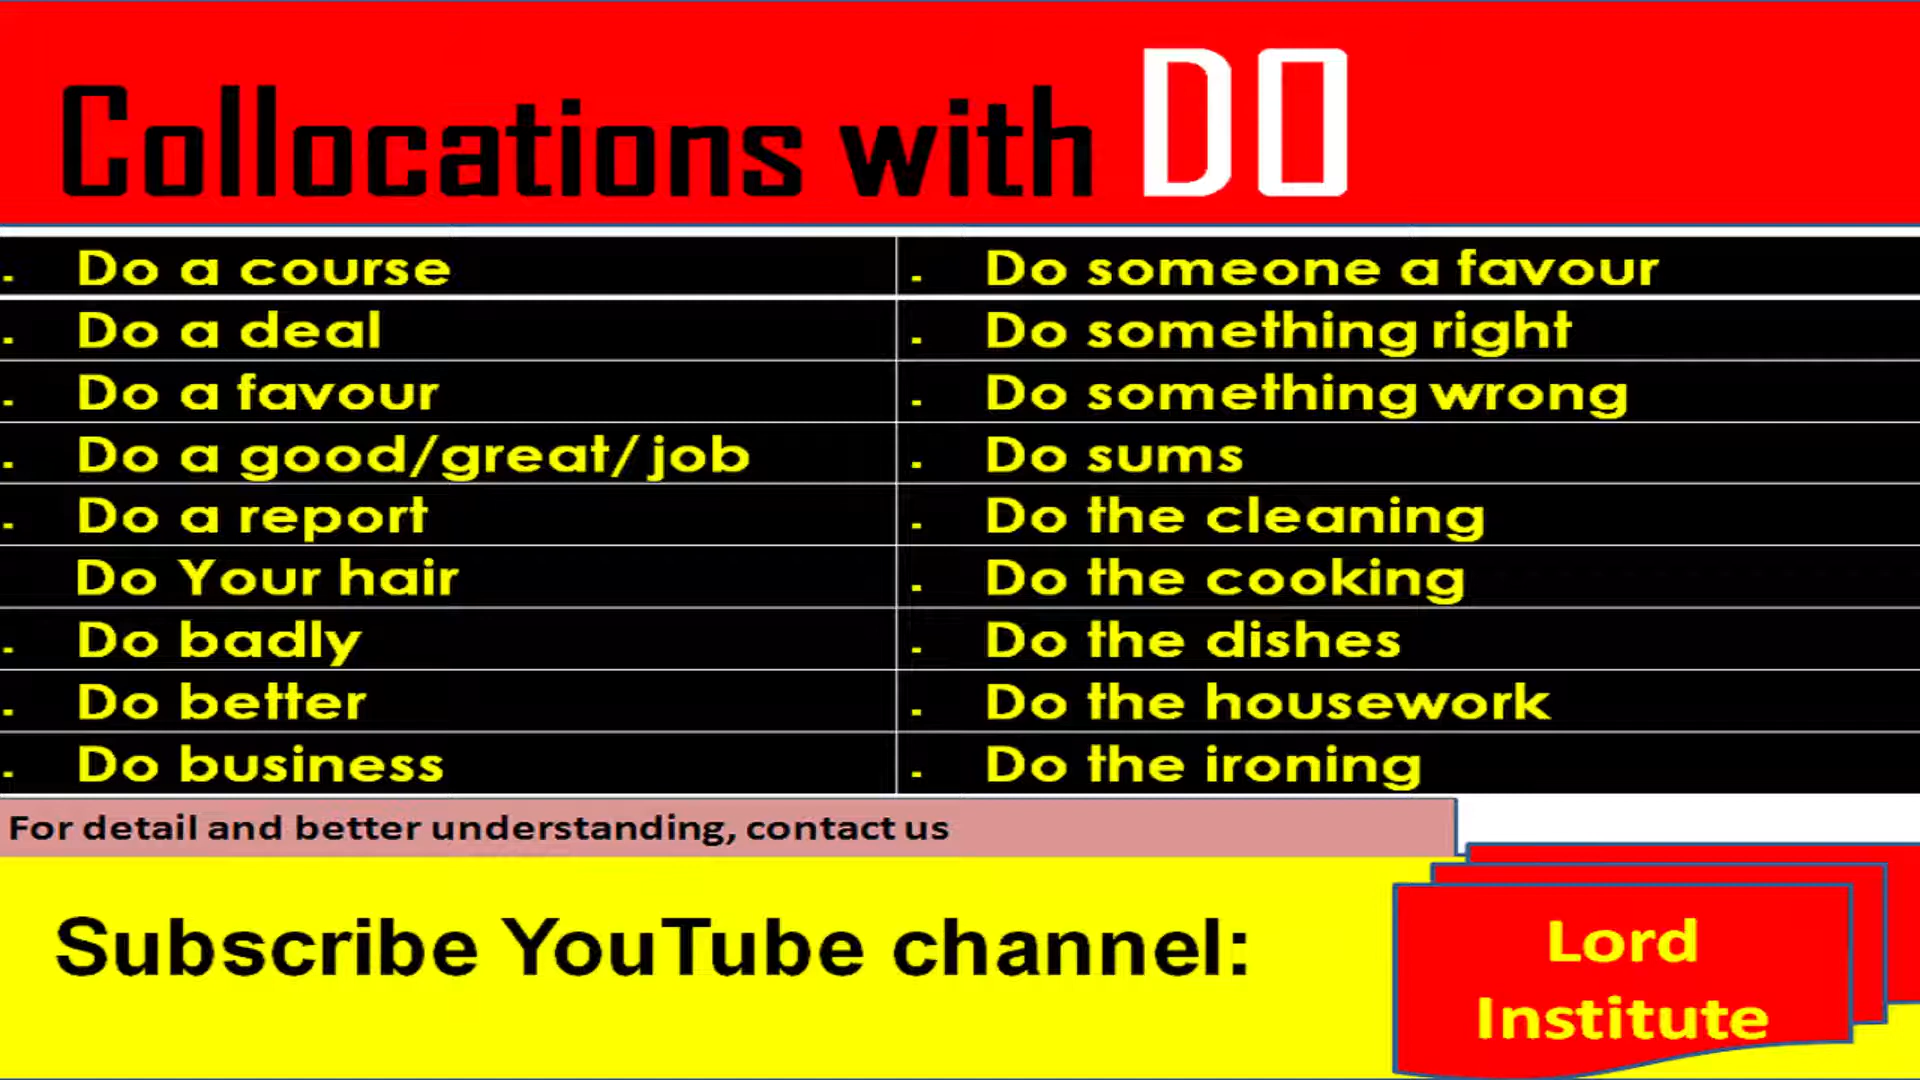 Collocations with DO
. Do a course
. Do a deal
. Do a favour
. Do a good/great/ job
. Do a report
Do Your hair
. Do badly
. Do better
. Do business
. Do someone a favour
. Do something right
. Do something wrong
. Do sums
. Do the cleaning
. Do the cooking
. Do the dishes
. Do the housework
. Do the ironing
For detail and better understanding, contact us
Subscribe YouTube channel:
Lord
Institute